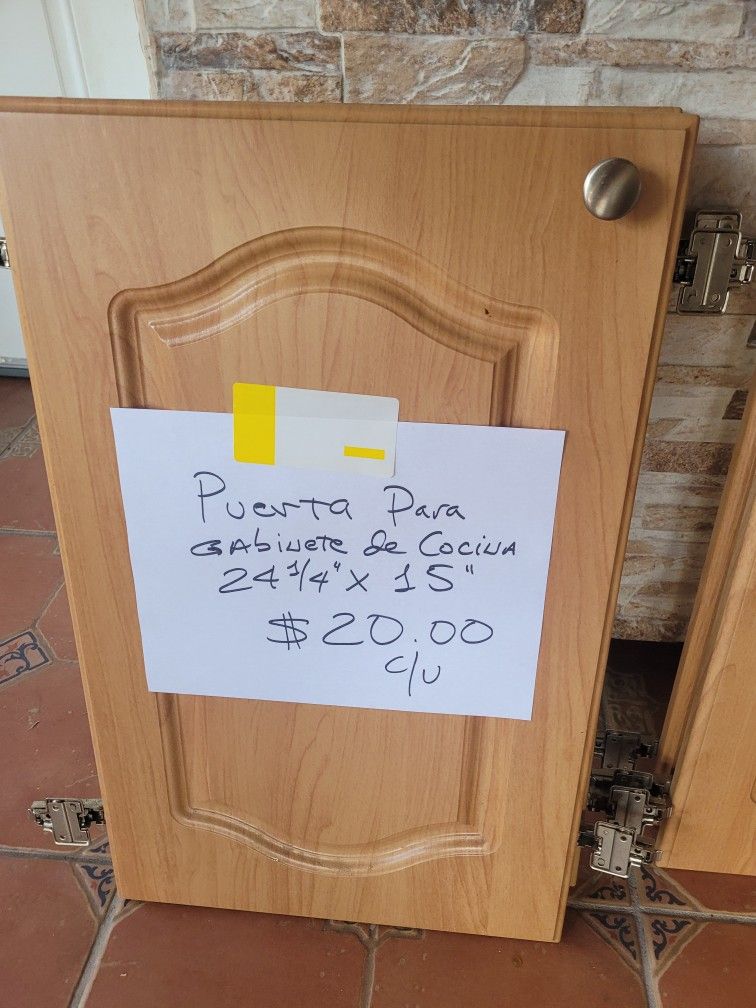 Puerta Para
GAbiNete de CociNA
24 1/4" X 15"
$20.00
c/u